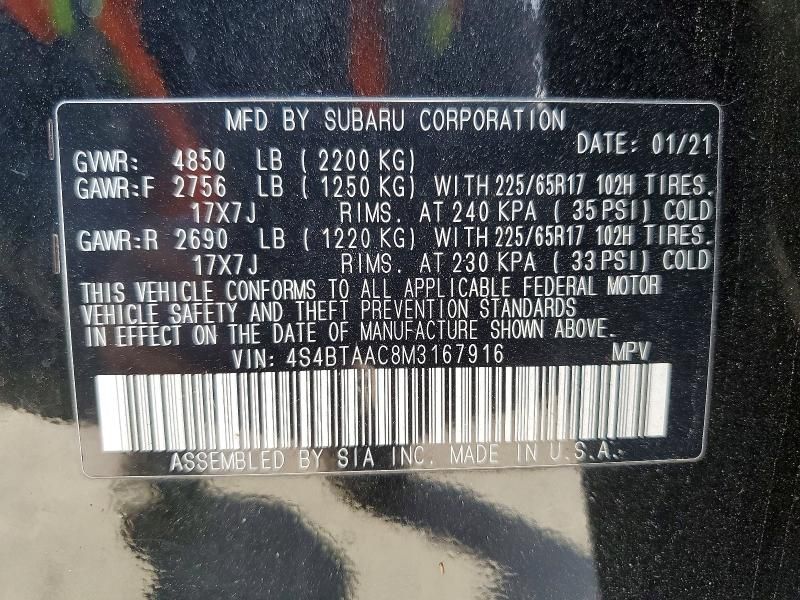 MFD BY SUBARU CORPORATION
DATE: 01/21
GVWR: 4850 LB (2200 KG)
GAWR:F 2756 LB (1250 KG) WITH 225/65R17 102H TIRES.
17X7J RIMS. AT 240 KPA (35 PSI) COLD
GAWR:R 2690 LB (1220 KG) WITH 225/65R17 102H TIRES.
17X7J RIMS. AT 230 KPA (33 PSI) COLD
THIS VEHICLE CONFORMS TO ALL APPLICABLE FEDERAL MOTOR
VEHICLE SAFETY AND THEFT PREVENTION STANDARDS
IN EFFECT ON THE DATE OF MANUFACTURE SHOWN ABOVE.
VIN: 4S4BTAAC8M3167916 MPV
ASSEMBLED BY SIA INC. MADE IN U.S.A.